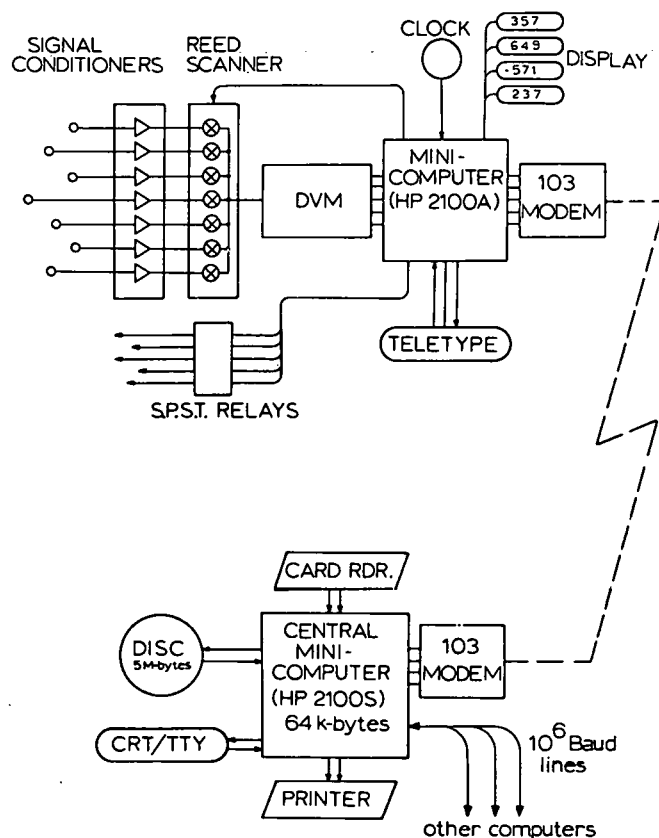 SIGNAL
CONDITIONERS
REED
SCANNER
CLOCK
357
649
-571
237
DISPLAY
DVM
MINI-
COMPUTER
(HP 2100A)
103
MODEM
TELETYPE
S.P.S.T. RELAYS
CARD RDR.
DISC
5M-bytes
CENTRAL
MINI-
COMPUTER
(HP 2100S)
64 k-bytes
103
MODEM
CRT/TTY
PRINTER
10⁶ Baud
lines
other computers